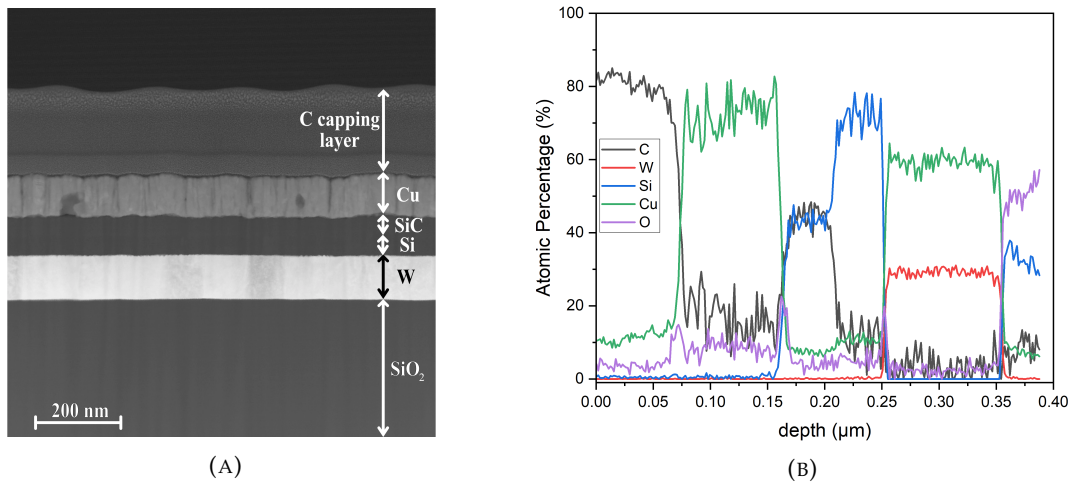 C capping
layer
Cu
SiC
Si
W
SiO₂
200 nm
(A)
100
80
60
40
20
0
Atomic Percentage (%)
C
W
Si
Cu
O
0.00 0.05 0.10 0.15 0.20 0.25 0.30 0.35 0.40
depth (µm)
(B)